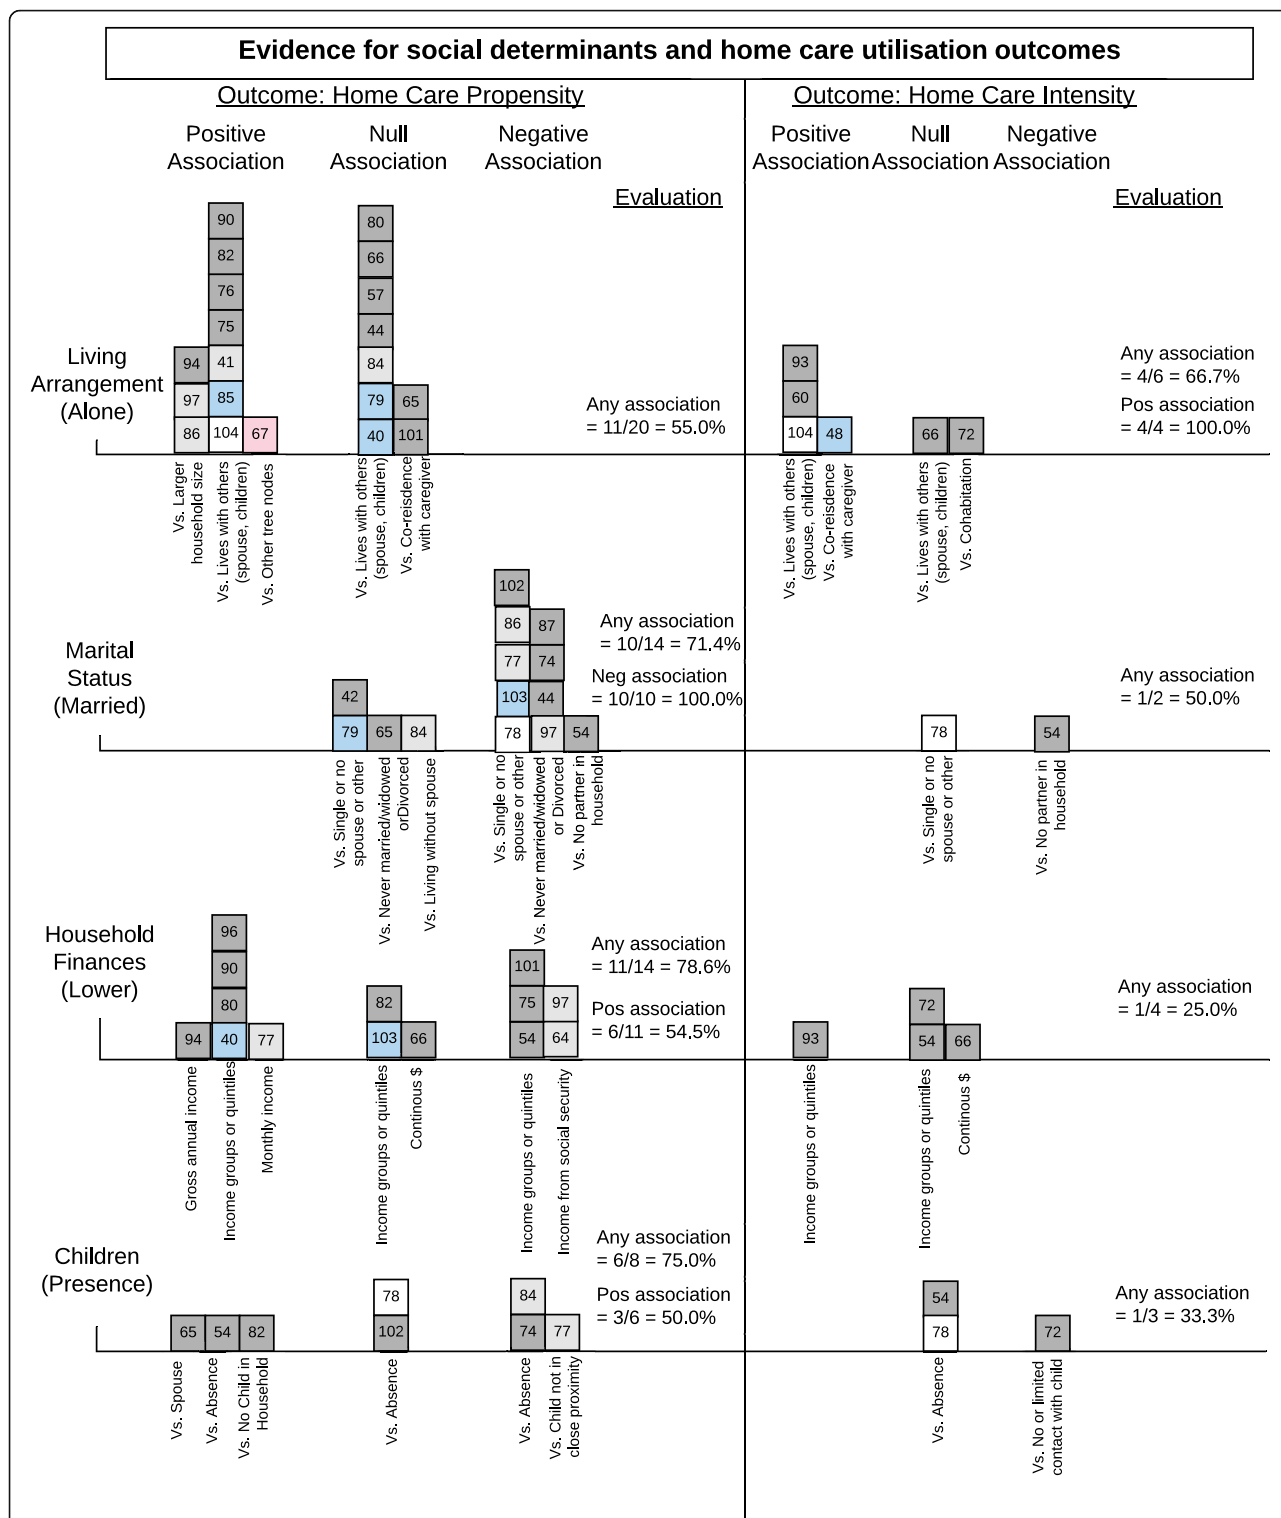 Evidence for social determinants and home care utilisation outcomes
Outcome: Home Care Propensity
Outcome: Home Care Intensity
Positive
Association
Null
Association
Negative
Association
Evaluation
Positive
Association
Null
Association
Negative
Association
Evaluation
Living
Arrangement
(Alone)
94
97
86
90
82
76
75
41
85
104
67
80
66
57
44
84
79
40
65
101
Any association
= 11/20 = 55.0%
93
60
104
48
66
72
Any association
= 4/6 = 66.7%
Pos association
= 4/4 = 100.0%
Vs. Larger
household size
Vs. Lives with others
(spouse, children)
Vs. Other tree nodes
Vs. Lives with others
(spouse, children)
Vs. Co-reisdence
with caregiver
Vs. Lives with others
(spouse, children)
Vs. Co-reisdence
with caregiver
Vs. Lives with others
(spouse, children)
Vs. Cohabitation
Marital
Status
(Married)
42
79
65
84
102
86
77
103
78
87
74
44
97
54
Any association
= 10/14 = 71.4%
Neg association
= 10/10 = 100.0%
78
54
Any association
= 1/2 = 50.0%
Vs. Single or no
spouse or other
Vs. Never married/widowed
orDivorced
Vs. Living without spouse
Vs. Single or no
spouse or other
Vs. Never married/widowed
or Divorced
Vs. No partner in
household
Vs. Single or no
spouse or other
Vs. No partner in
household
Household
Finances
(Lower)
94
96
90
80
40
77
82
103
66
101
75
54
97
64
Any association
= 11/14 = 78.6%
Pos association
= 6/11 = 54.5%
93
72
54
66
Any association
= 1/4 = 25.0%
Gross annual income
Income groups or quintiles
Monthly income
Income groups or quintiles
Continous $
Income groups or quintiles
Income from social security
Income groups or quintiles
Income groups or quintiles
Continous $
Children
(Presence)
65
54
82
78
102
84
74
77
Any association
= 6/8 = 75.0%
Pos association
= 3/6 = 50.0%
54
78
72
Any association
= 1/3 = 33.3%
Vs. Spouse
Vs. Absence
Vs. No Child in
Household
Vs. Absence
Vs. Absence
Vs. Child not in
close proximity
Vs. Absence
Vs. No or limited
contact with child